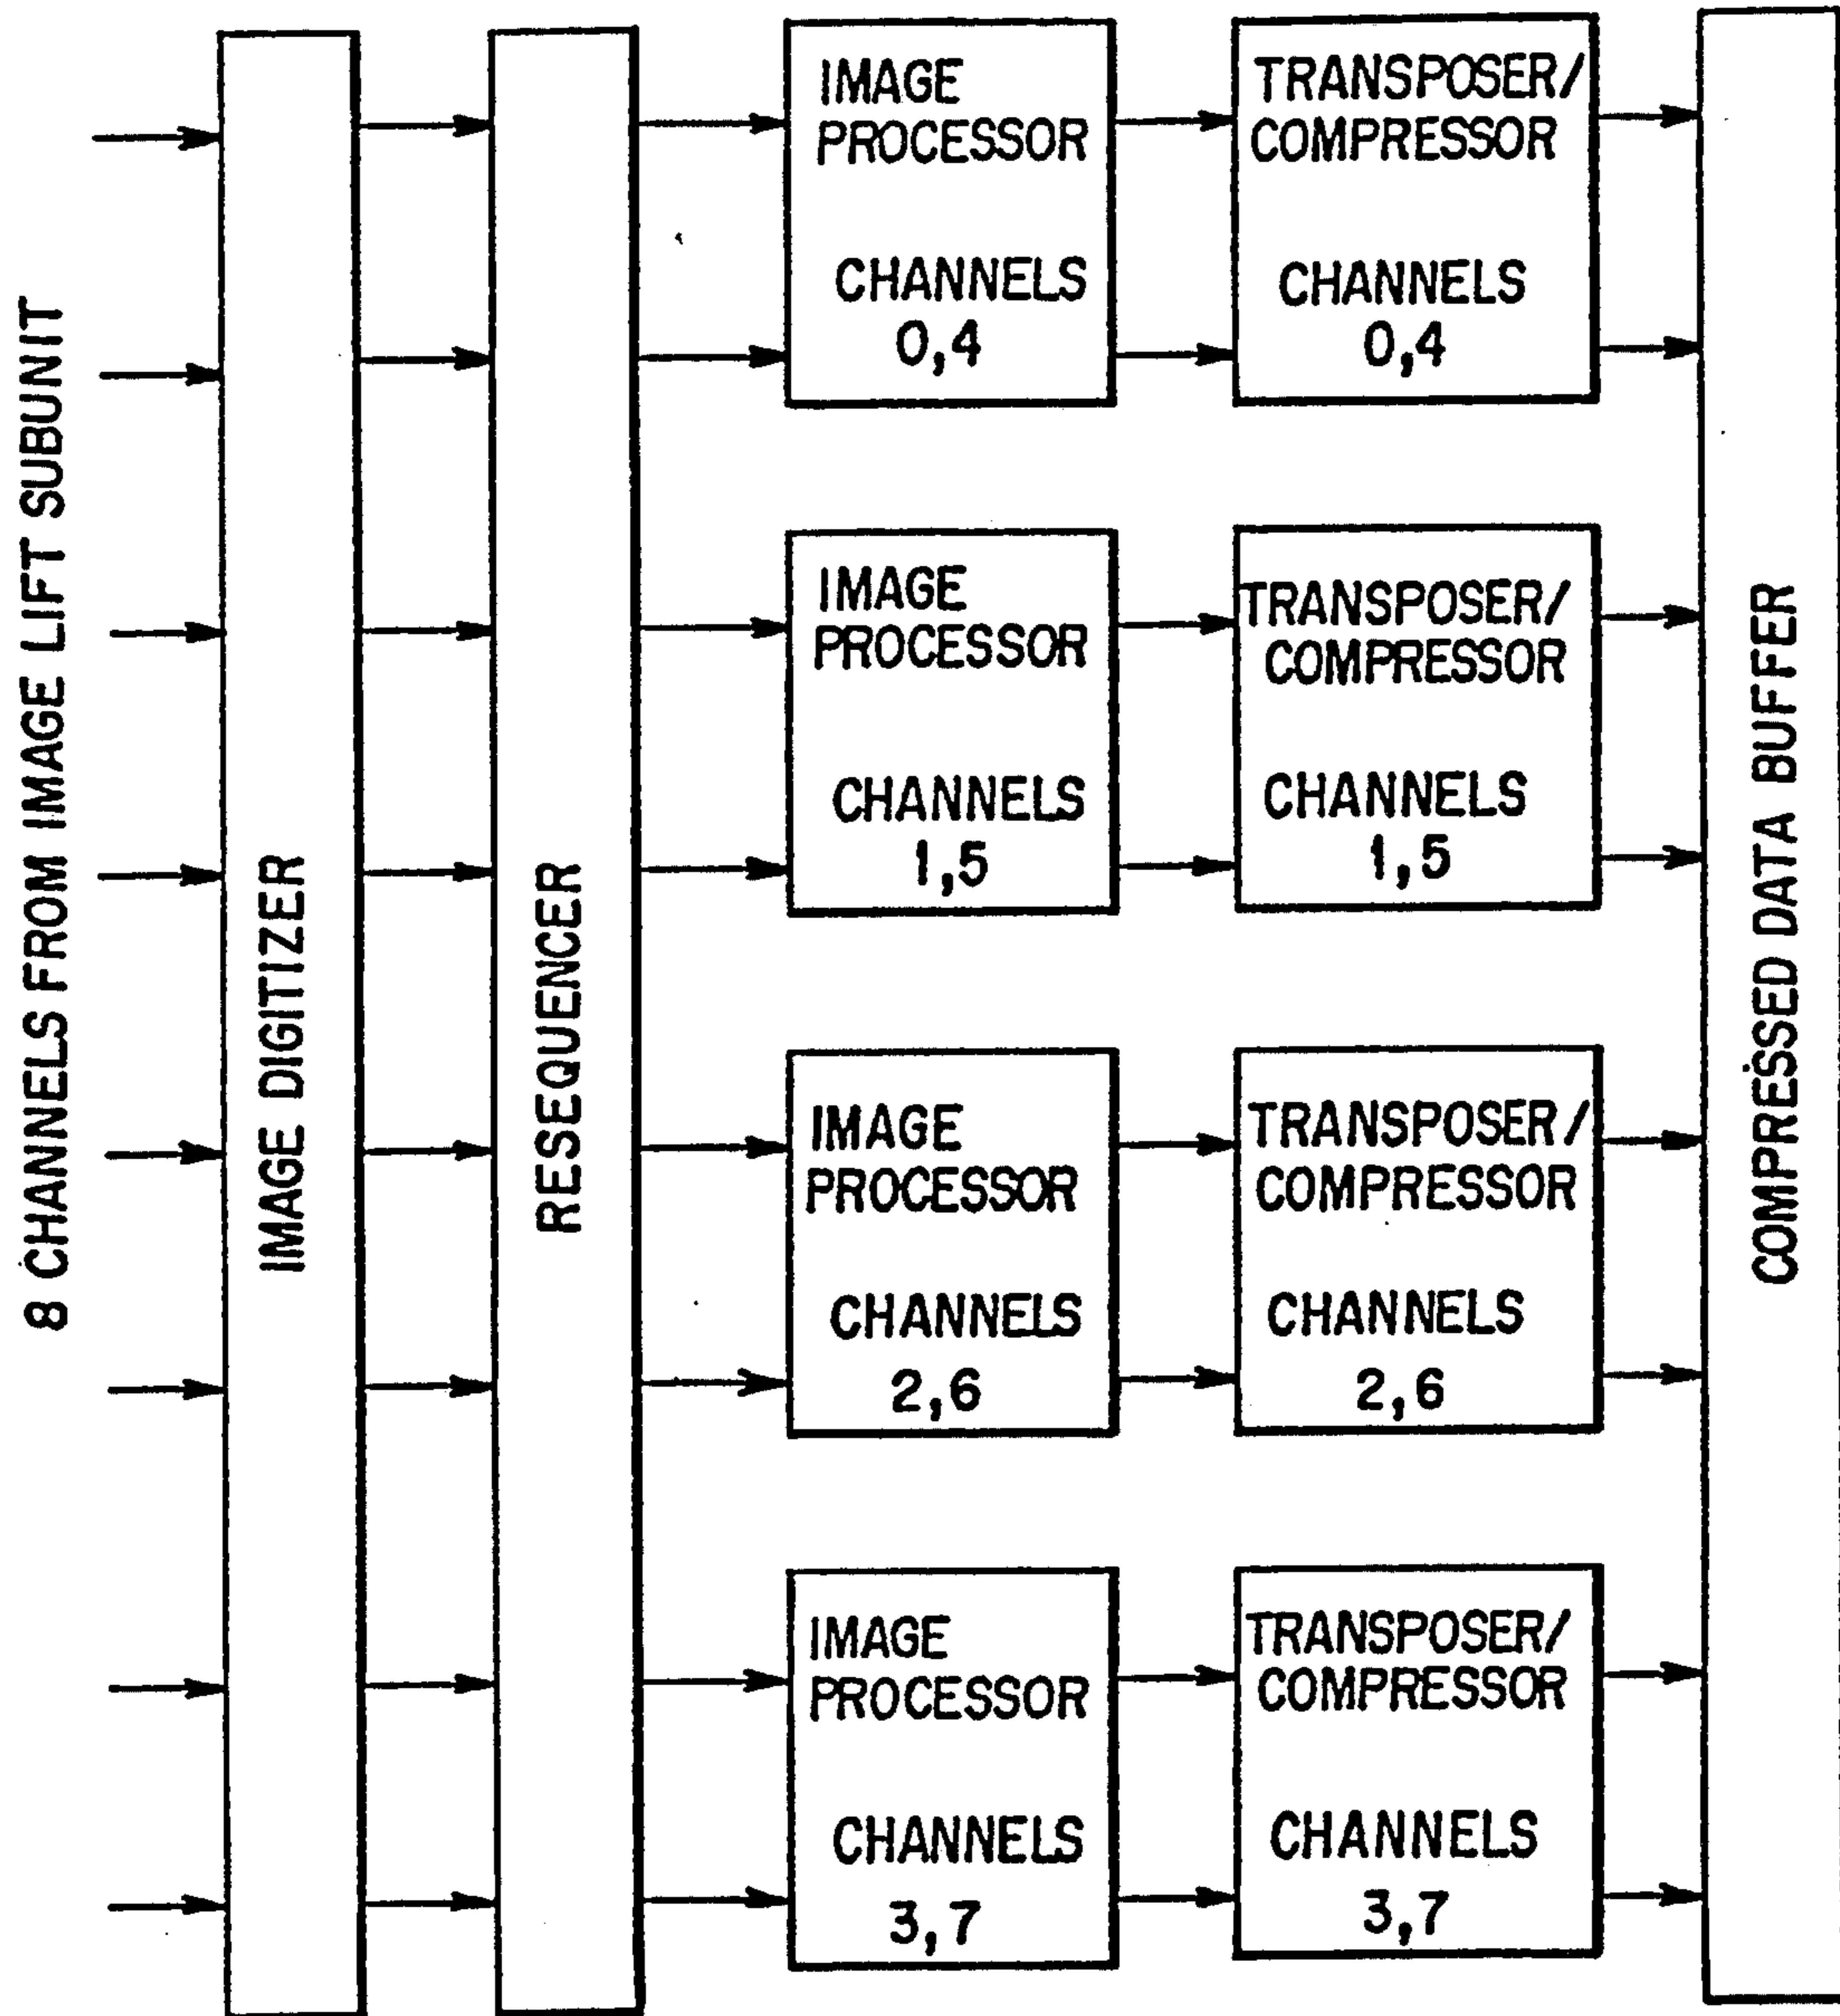 8 CHANNELS FROM IMAGE LIFT SUBUNIT
IMAGE DIGITIZER
RESEQUENCER
IMAGE
PROCESSOR
CHANNELS
0,4
TRANSPOSER/
COMPRESSOR
CHANNELS
0,4
IMAGE
PROCESSOR
CHANNELS
1,5
TRANSPOSER/
COMPRESSOR
CHANNELS
1,5
IMAGE
PROCESSOR
CHANNELS
2,6
TRANSPOSER/
COMPRESSOR
CHANNELS
2,6
IMAGE
PROCESSOR
CHANNELS
3,7
TRANSPOSER/
COMPRESSOR
CHANNELS
3,7
COMPRESSED DATA BUFFER